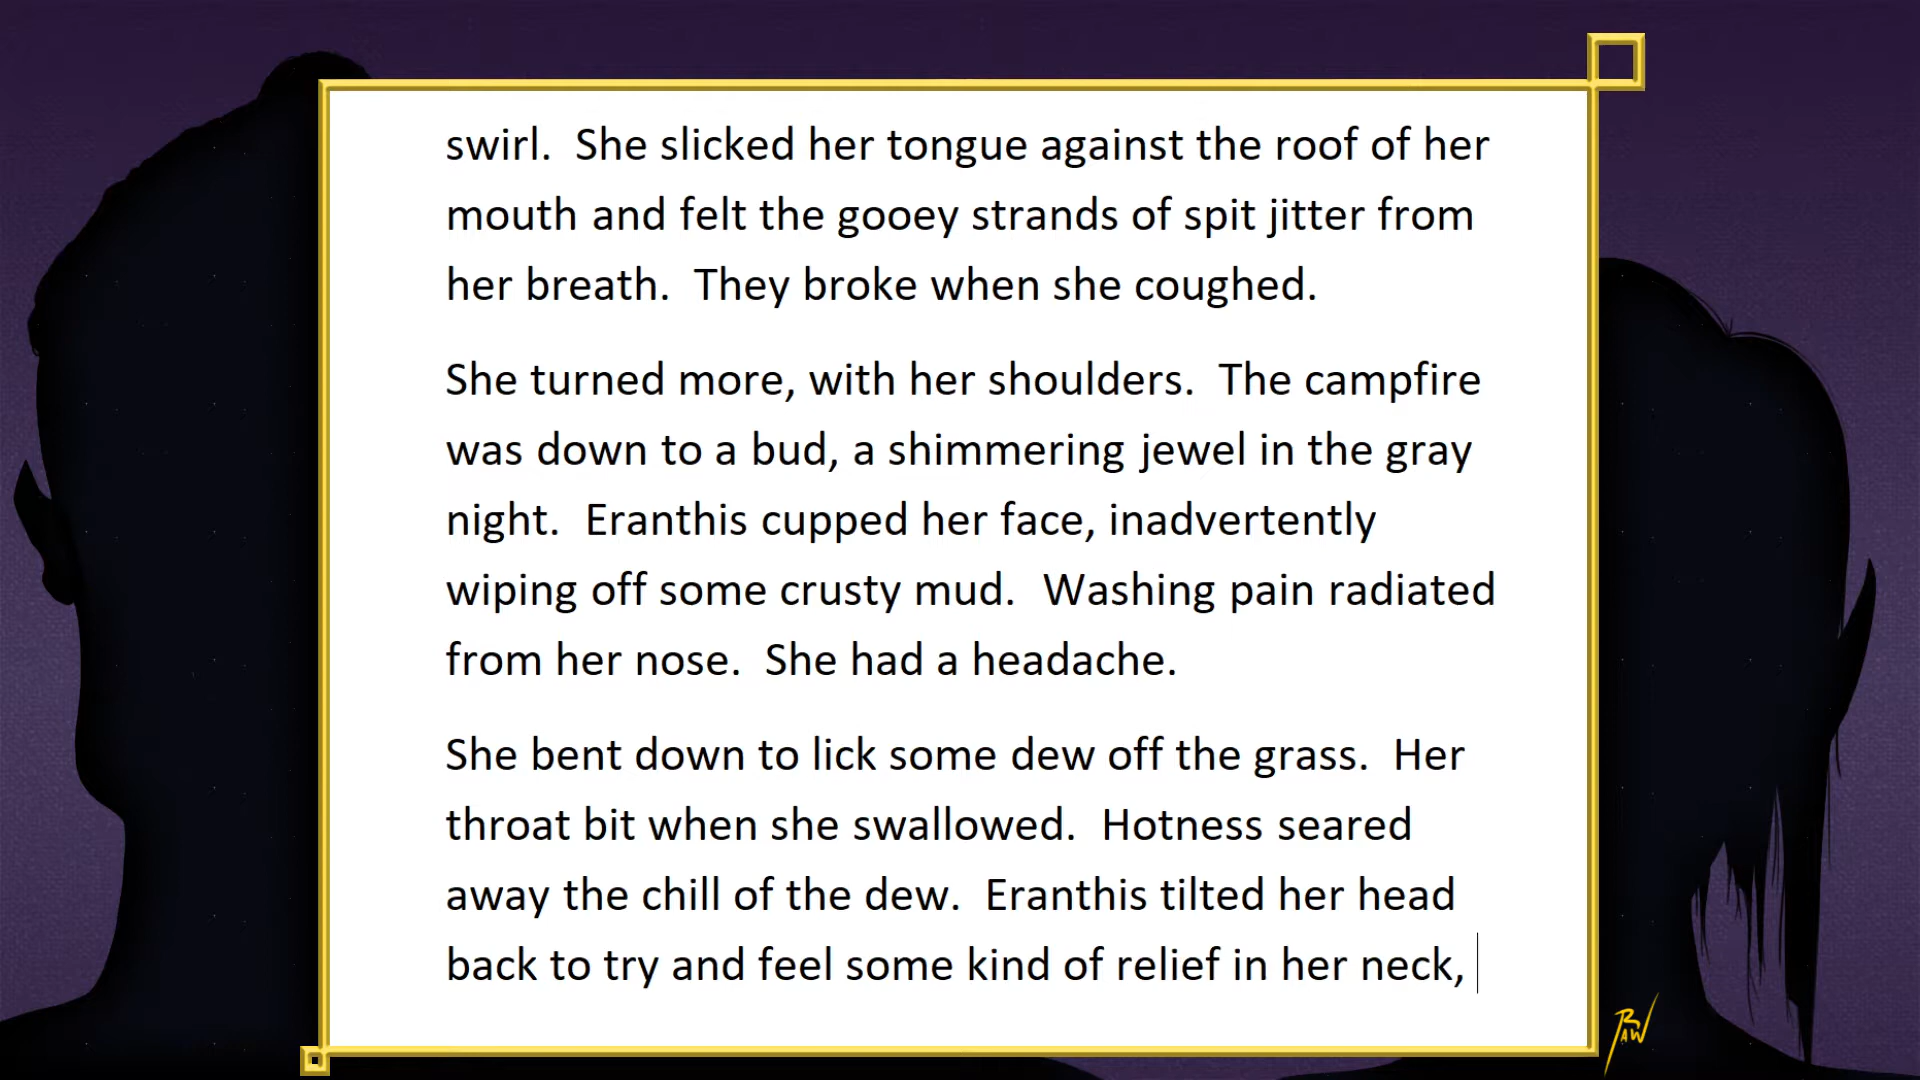 swirl.  She slicked her tongue against the roof of her
mouth and felt the gooey strands of spit jitter from
her breath.  They broke when she coughed.
She turned more, with her shoulders.  The campfire
was down to a bud, a shimmering jewel in the gray
night.  Eranthis cupped her face, inadvertently
wiping off some crusty mud.  Washing pain radiated
from her nose.  She had a headache.
She bent down to lick some dew off the grass.  Her
throat bit when she swallowed.  Hotness seared
away the chill of the dew.  Eranthis tilted her head
back to try and feel some kind of relief in her neck,
RAW